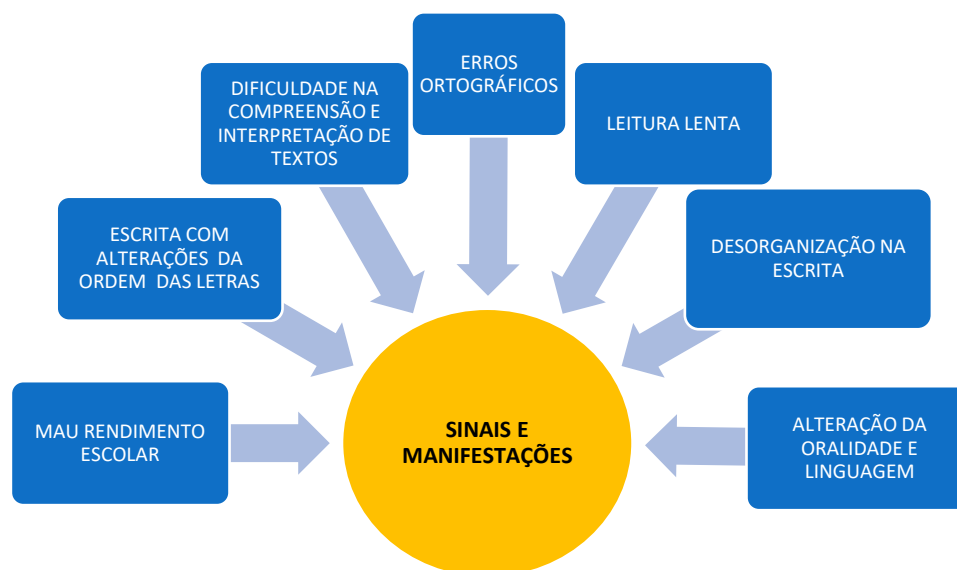 ERROS
ORTOGRÁFICOS
DIFICULDADE NA
COMPREENSÃO E
INTERPRETAÇÃO DE
TEXTOS
LEITURA LENTA
ESCRITA COM
ALTERAÇÕES DA
ORDEM DAS LETRAS
DESORGANIZAÇÃO NA
ESCRITA
MAU RENDIMENTO
ESCOLAR
SINAIS E
MANIFESTAÇÕES
ALTERAÇÃO DA
ORALIDADE E
LINGUAGEM